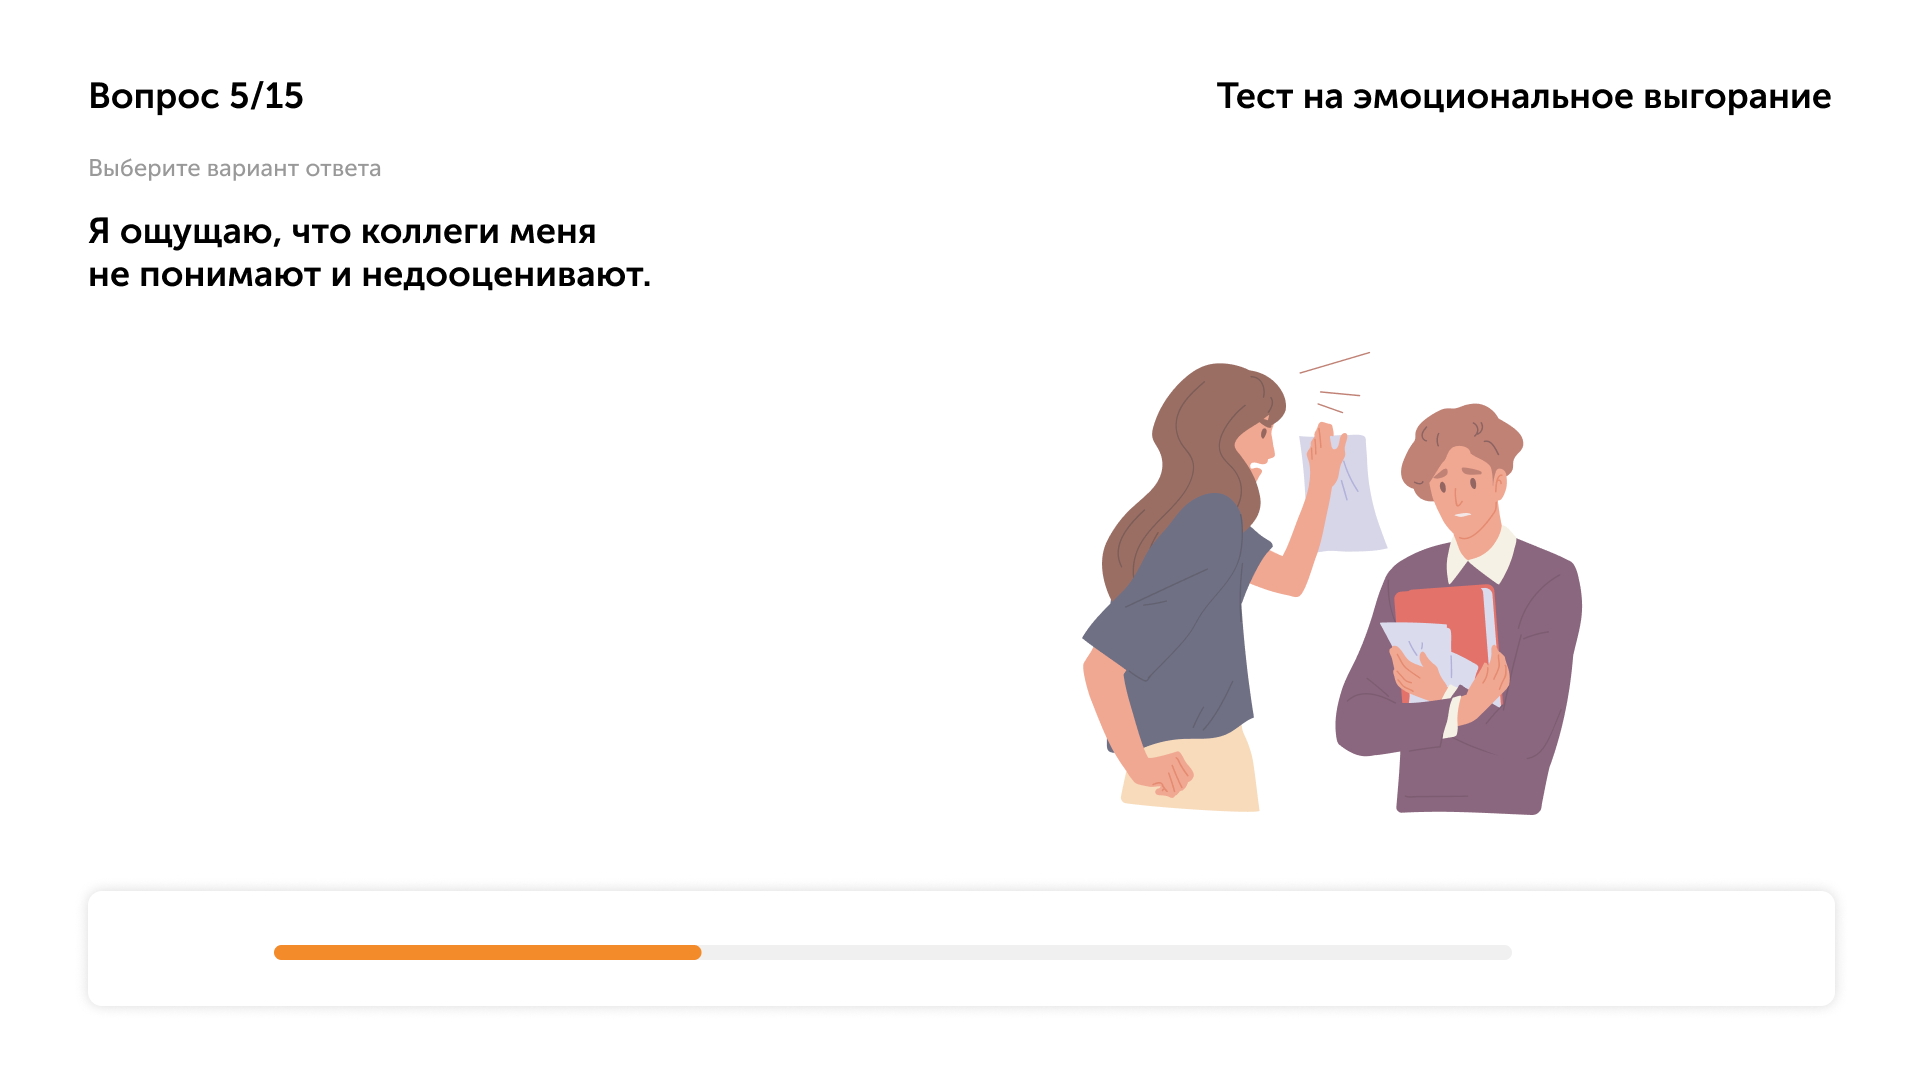 Вопрос 5/15
Тест на эмоциональное выгорание
Выберите вариант ответа
Я ощущаю, что коллеги меня
не понимают и недооценивают.